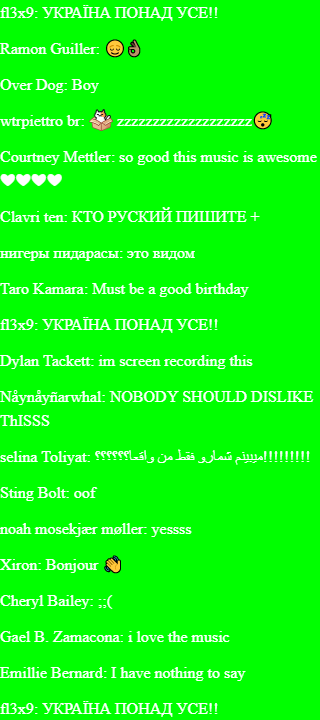 fl3x9: УКРАЇНА ПОНАД УСЕ!!
Ramon Guiller: 😌👌🏿
Over Dog: Boy
wtrpiettro br: zzzzzzzzzzzzzzzzzzz😴
Courtney Mettler: so good this music is awesome
🤍🤍🤍🤍
Clavri ten: КТО РУСКИЙ ПИШИТЕ +
нигеры пидарасы: это видом
Taro Kamara: Must be a good birthday
fl3x9: УКРАЇНА ПОНАД УСЕ!!
Dylan Tackett: im screen recording this
Nåynåyñarwhal: NOBODY SHOULD DISLIKE
ThISSS
selina Toliyat: میبینم شمارو فقط من واقعا؟؟؟؟؟؟!!!!!!!!!
Sting Bolt: oof
noah mosekjær møller: yessss
Xiron: Bonjour 👋
Cheryl Bailey: ;;(
Gael B. Zamacona: i love the music
Emillie Bernard: I have nothing to say
fl3x9: УКРАЇНА ПОНАД УСЕ!!